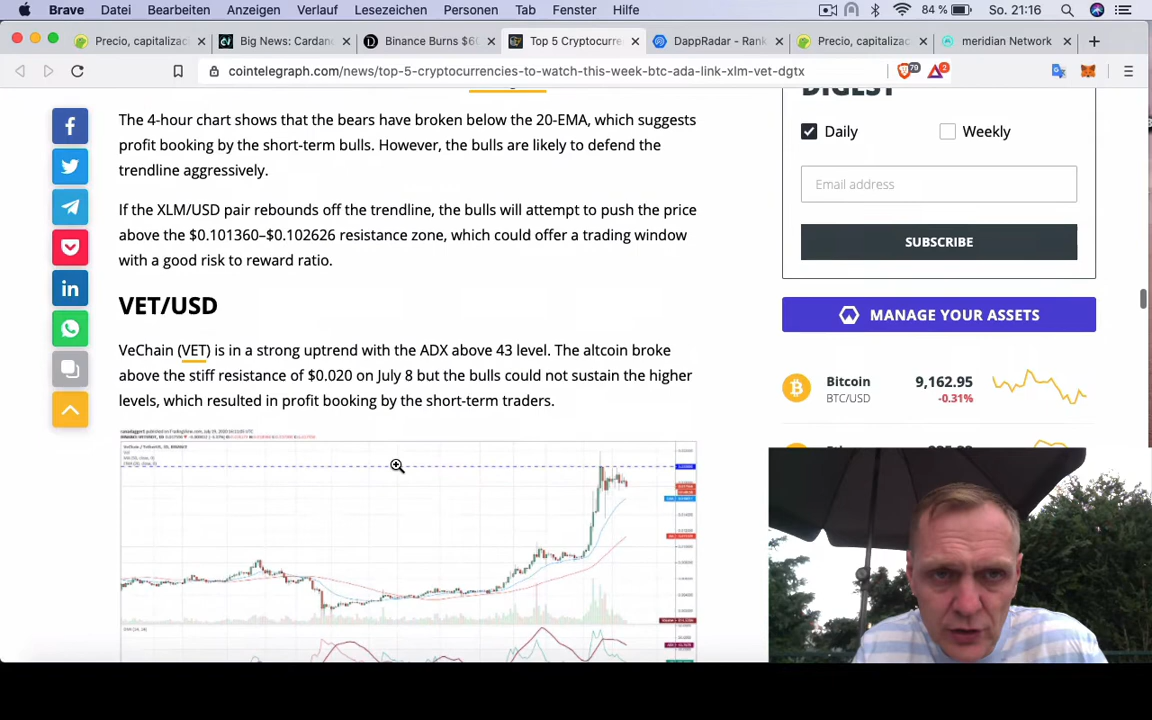 Brave Datei Bearbeiten Anzeigen Verlauf Lesezeichen Personen Tab Fenster Hilfe 84 % So. 21:16
Precio, capitalizac × Big News: Cardan × Binance Burns $60 × Top 5 Cryptocurre × DappRadar - Rank × Precio, capitalizac × meridian Network ×
cointelegraph.com/news/top-5-cryptocurrencies-to-watch-this-week-btc-ada-link-xlm-vet-dgtx 79 2
DIGEST
The 4-hour chart shows that the bears have broken below the 20-EMA, which suggests
profit booking by the short-term bulls. However, the bulls are likely to defend the
trendline aggressively.
If the XLM/USD pair rebounds off the trendline, the bulls will attempt to push the price
above the $0.101360–$0.102626 resistance zone, which could offer a trading window
with a good risk to reward ratio.
VET/USD
VeChain (VET) is in a strong uptrend with the ADX above 43 level. The altcoin broke
above the stiff resistance of $0.020 on July 8 but the bulls could not sustain the higher
levels, which resulted in profit booking by the short-term traders.
Daily Weekly
Email address
SUBSCRIBE
MANAGE YOUR ASSETS
Bitcoin 9,162.95
BTC/USD -0.31%